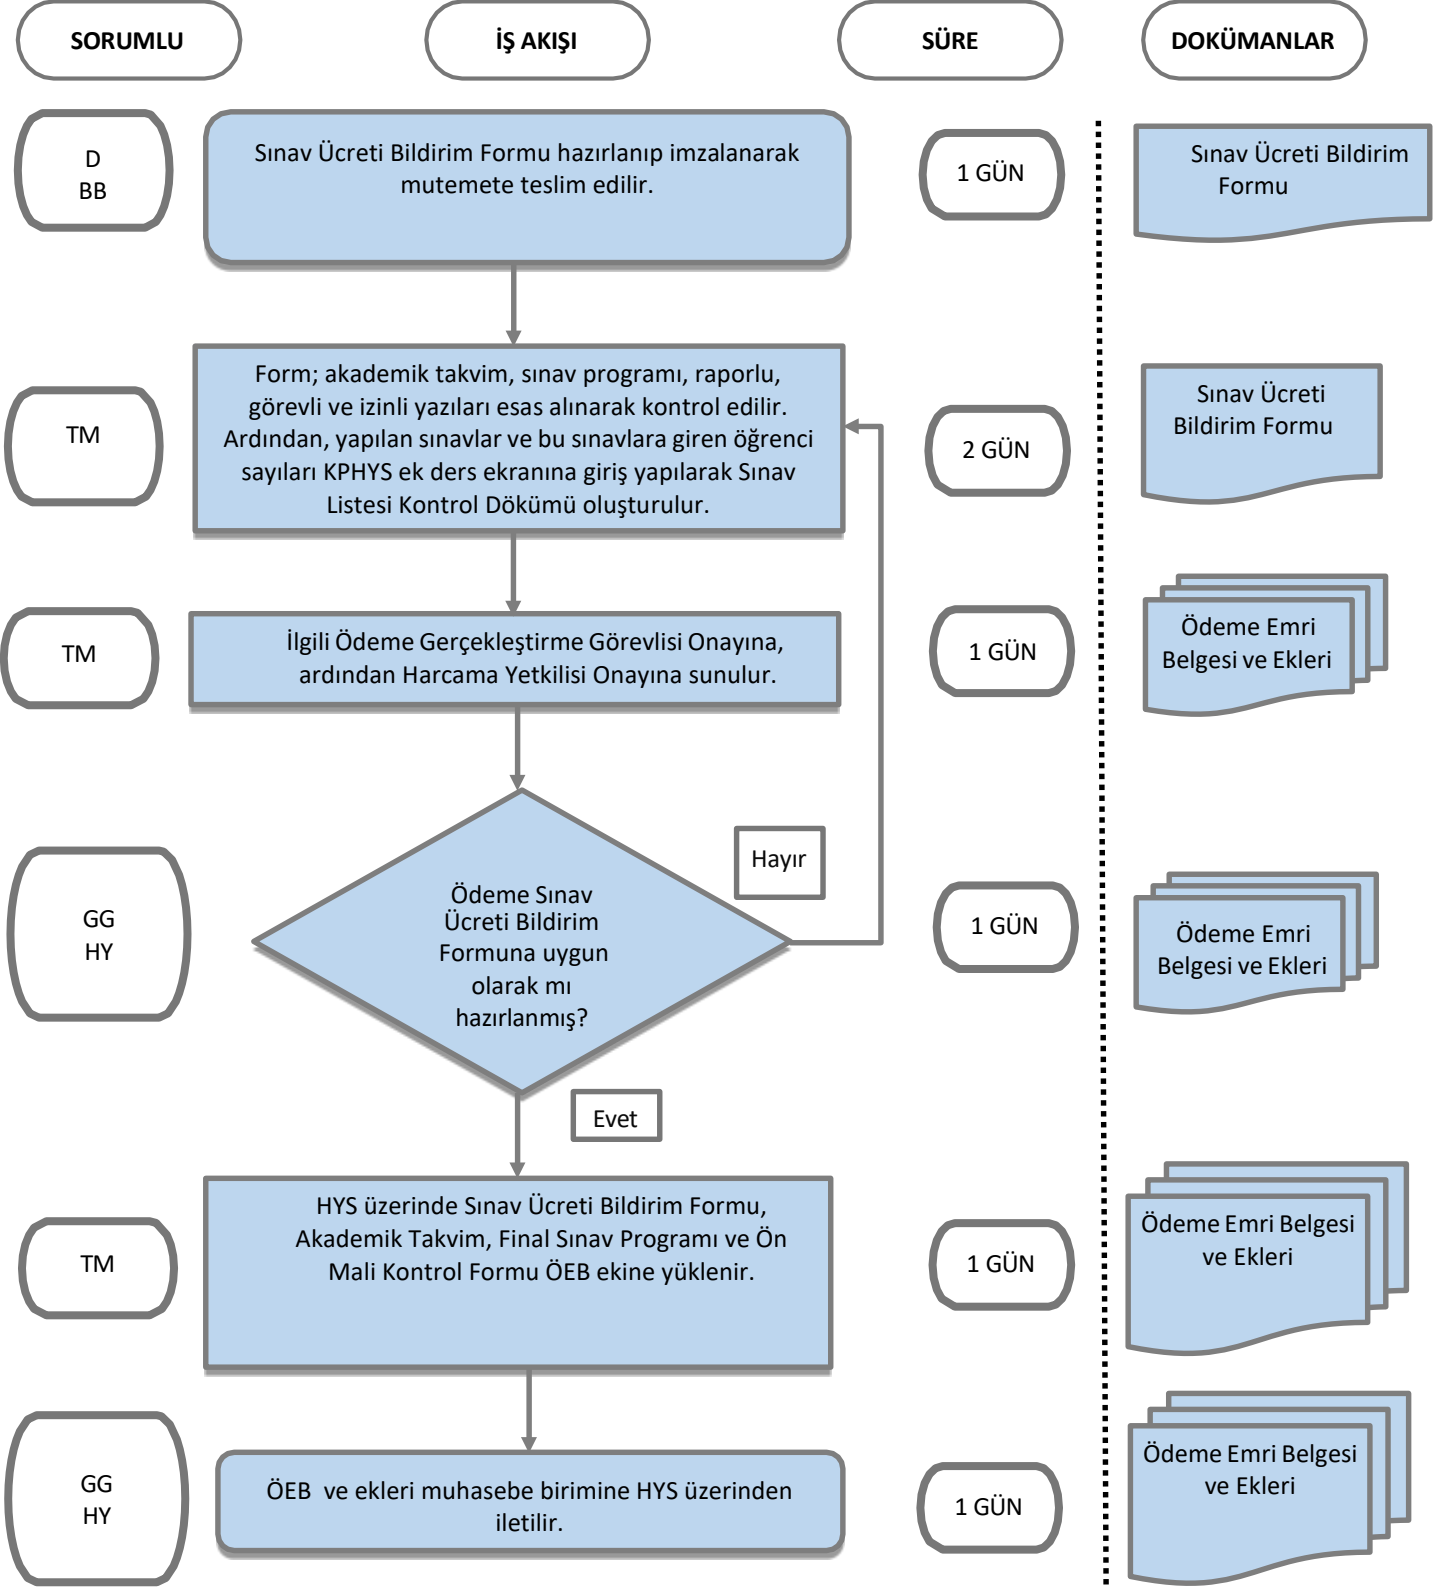 SORUMLU
İŞ AKIŞI
SÜRE
DOKÜMANLAR
D
BB
Sınav Ücreti Bildirim Formu hazırlanıp imzalanarak
mutemete teslim edilir.
1 GÜN
Sınav Ücreti Bildirim
Formu
TM
Form; akademik takvim, sınav programı, raporlu,
görevli ve izinli yazıları esas alınarak kontrol edilir.
Ardından, yapılan sınavlar ve bu sınavlara giren öğrenci
sayıları KPHYS ek ders ekranına giriş yapılarak Sınav
Listesi Kontrol Dökümü oluşturulur.
2 GÜN
Sınav Ücreti
Bildirim Formu
TM
İlgili Ödeme Gerçekleştirme Görevlisi Onayına,
ardından Harcama Yetkilisi Onayına sunulur.
1 GÜN
Ödeme Emri
Belgesi ve Ekleri
GG
HY
Ödeme Sınav
Ücreti Bildirim
Formuna uygun
olarak mı
hazırlanmış?
Hayır
1 GÜN
Ödeme Emri
Belgesi ve Ekleri
Evet
TM
HYS üzerinde Sınav Ücreti Bildirim Formu,
Akademik Takvim, Final Sınav Programı ve Ön
Mali Kontrol Formu ÖEB ekine yüklenir.
1 GÜN
Ödeme Emri Belgesi
ve Ekleri
GG
HY
ÖEB  ve ekleri muhasebe birimine HYS üzerinden
iletilir.
1 GÜN
Ödeme Emri Belgesi
ve Ekleri